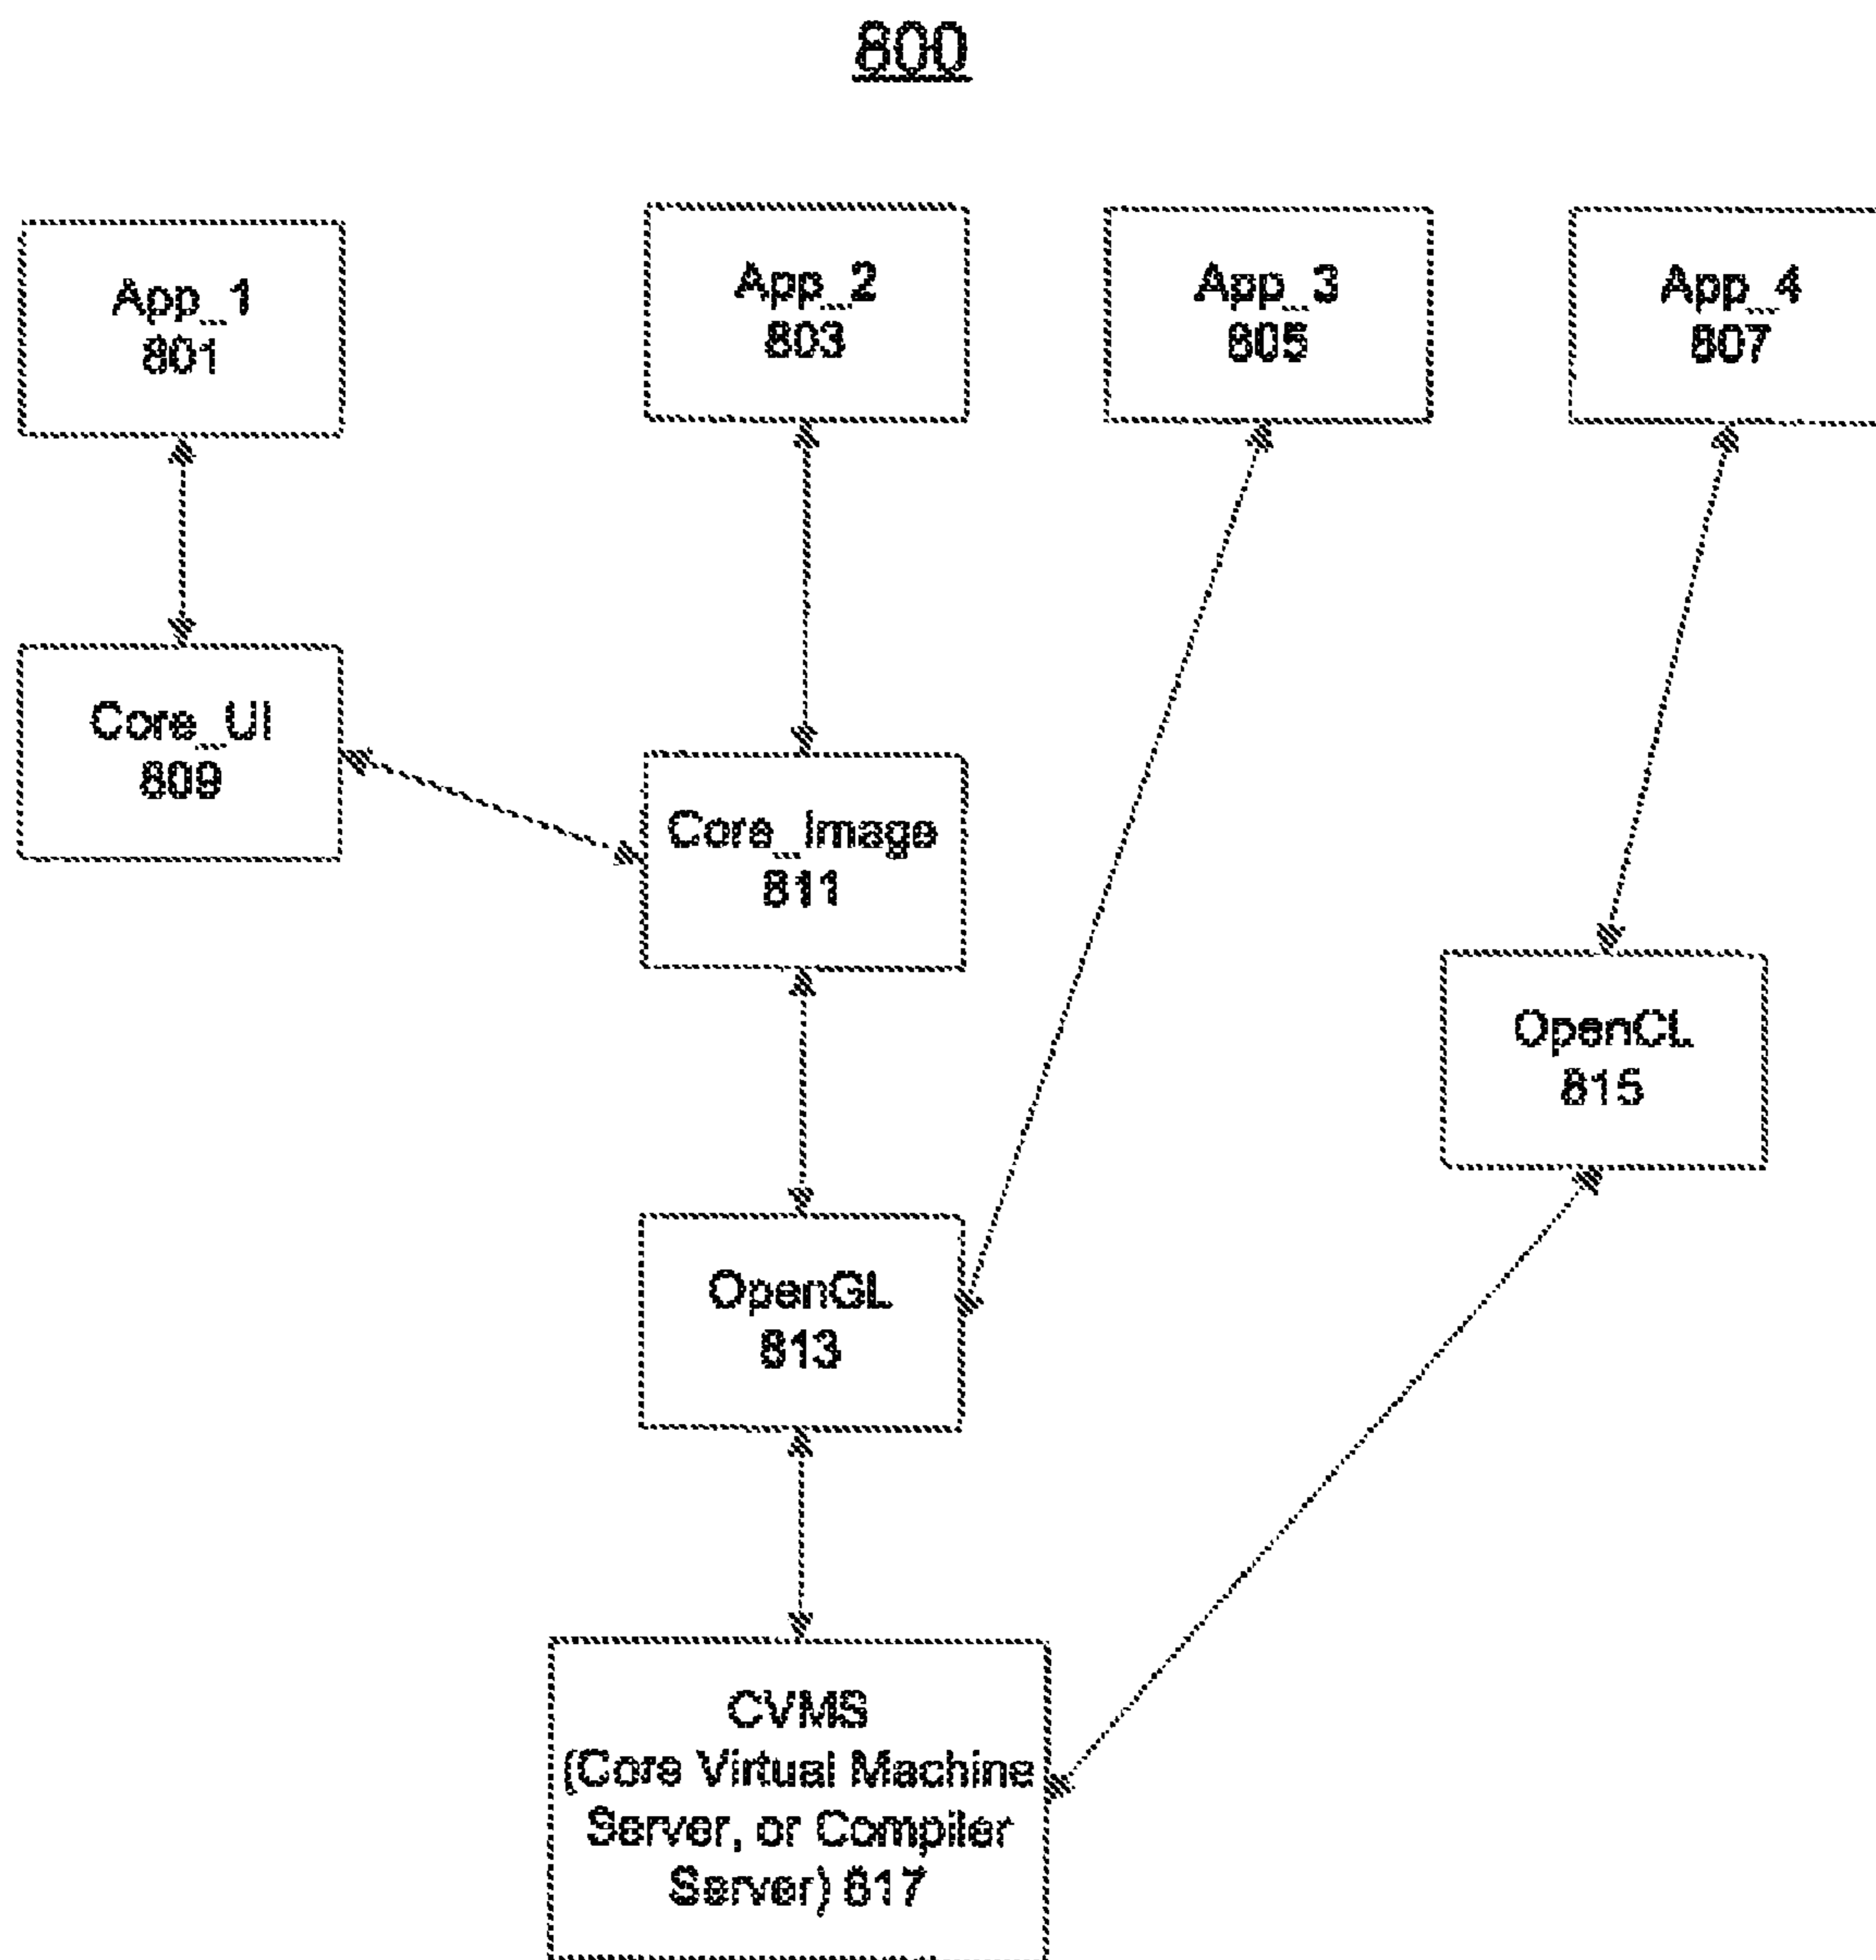 800
App_1
801
App_2
803
App_3
805
App_4
807
Core_UI
809
Core_Image
811
OpenCL
815
OpenGL
813
CVMS
(Core Virtual Machine
Server, or Compiler
Server) 817